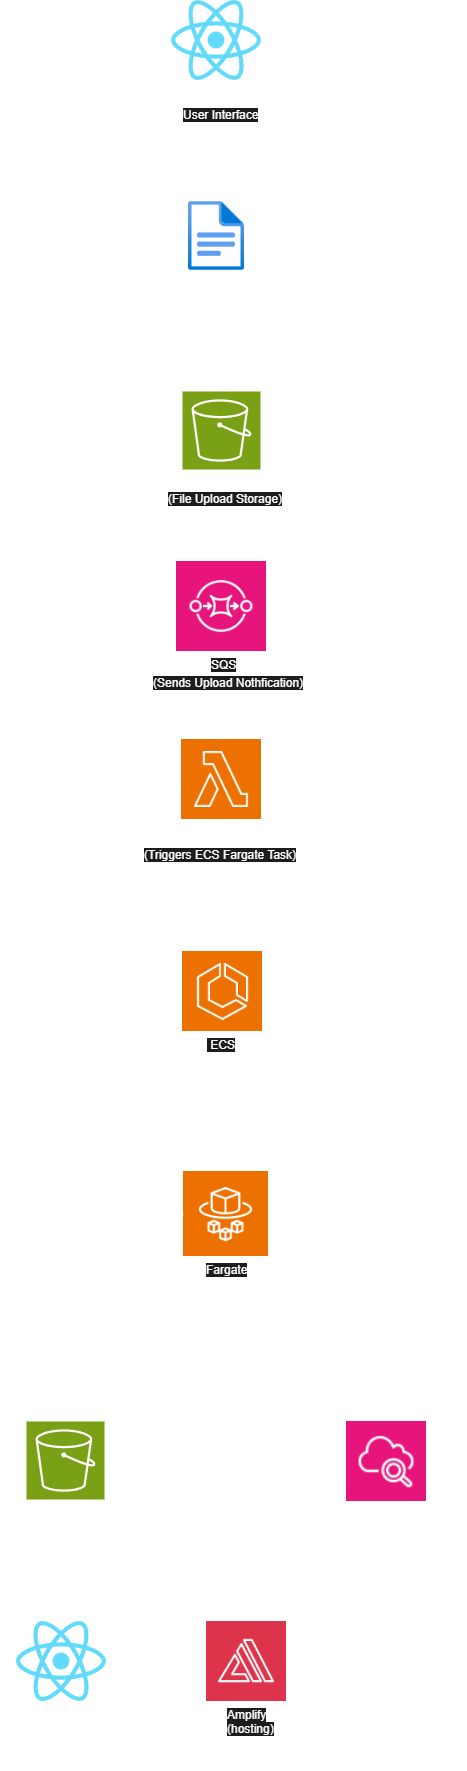 User Interface
(File Upload Storage)
SQS
(Sends Upload Nothfication)
(Triggers ECS Fargate Task)
ECS
Fargate
Amplify
(hosting)